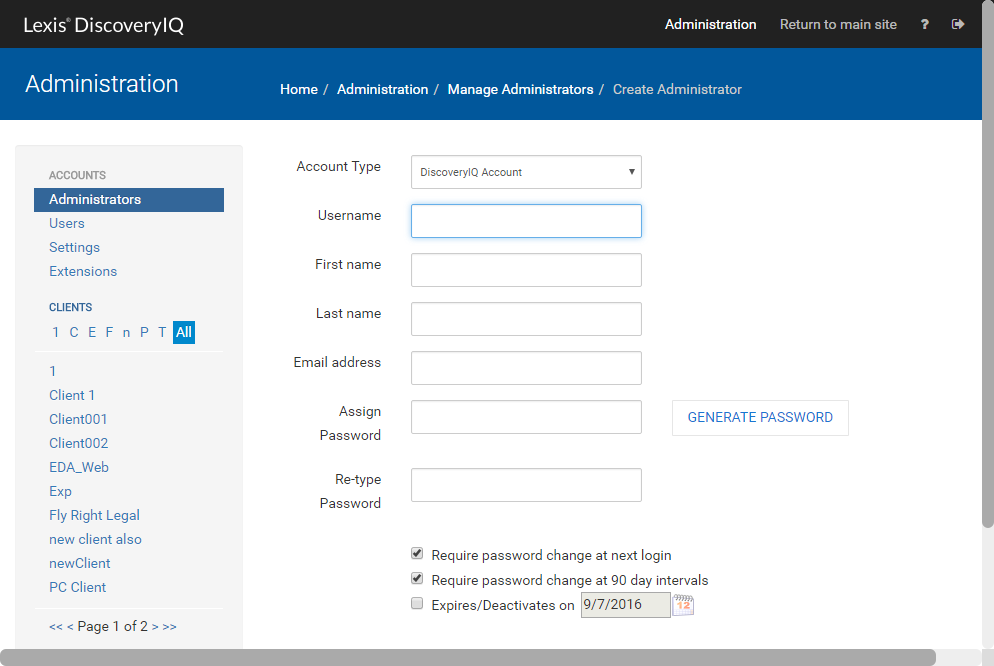 Lexis® DiscoveryIQ
Administration Return to main site ?
Administration
Home / Administration / Manage Administrators / Create Administrator
ACCOUNTS
Administrators
Users
Settings
Extensions
CLIENTS
1 C E F n P T All
1
Client 1
Client001
Client002
EDA_Web
Exp
Fly Right Legal
new client also
newClient
PC Client
<< < Page 1 of 2 > >>
Account Type DiscoveryIQ Account
Username
First name
Last name
Email address
Assign
Password
GENERATE PASSWORD
Re-type
Password
Require password change at next login
Require password change at 90 day intervals
Expires/Deactivates on 9/7/2016 12